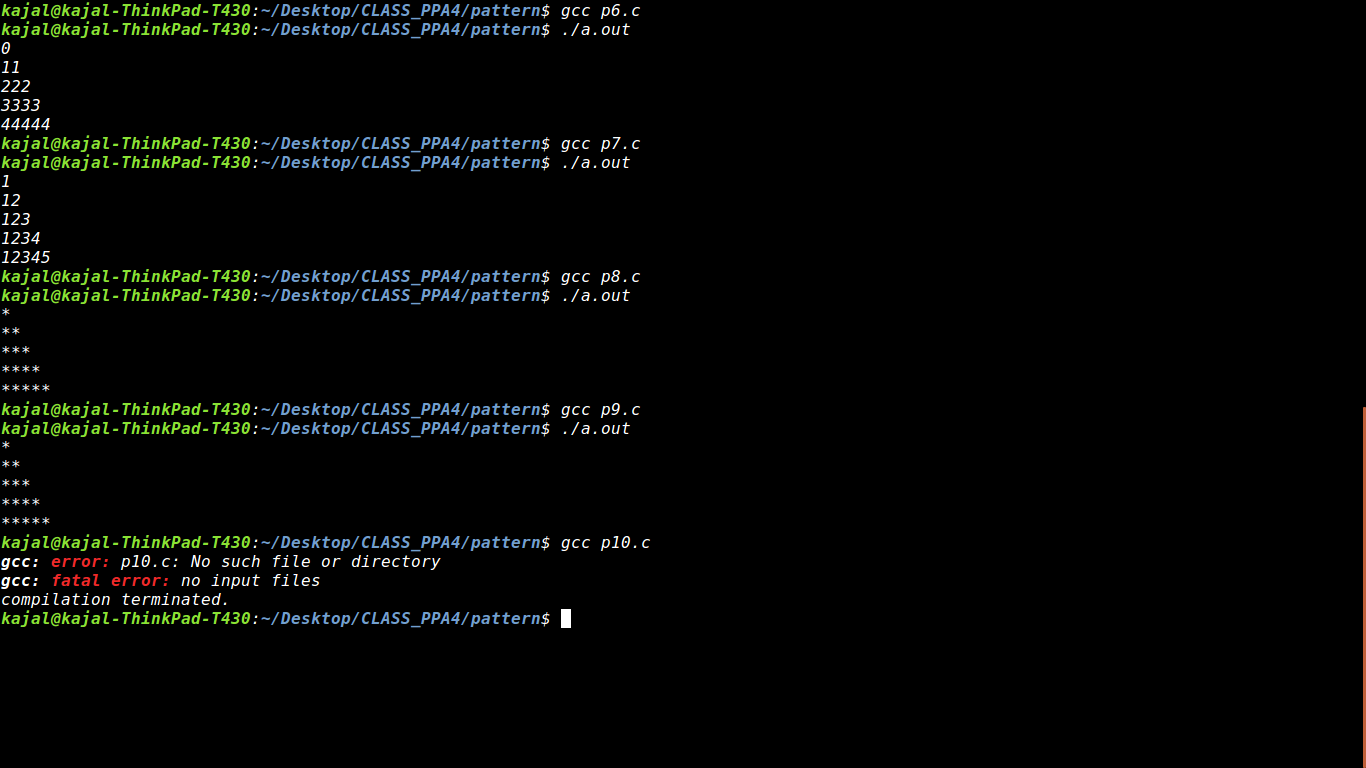 kajal@kajal-ThinkPad-T430:~/Desktop/CLASS_PPA4/pattern$ gcc p6.c
kajal@kajal-ThinkPad-T430:~/Desktop/CLASS_PPA4/pattern$ ./a.out
0
11
222
3333
44444
kajal@kajal-ThinkPad-T430:~/Desktop/CLASS_PPA4/pattern$ gcc p7.c
kajal@kajal-ThinkPad-T430:~/Desktop/CLASS_PPA4/pattern$ ./a.out
1
12
123
1234
12345
kajal@kajal-ThinkPad-T430:~/Desktop/CLASS_PPA4/pattern$ gcc p8.c
kajal@kajal-ThinkPad-T430:~/Desktop/CLASS_PPA4/pattern$ ./a.out
*
**
***
****
*****
kajal@kajal-ThinkPad-T430:~/Desktop/CLASS_PPA4/pattern$ gcc p9.c
kajal@kajal-ThinkPad-T430:~/Desktop/CLASS_PPA4/pattern$ ./a.out
*
**
***
****
*****
kajal@kajal-ThinkPad-T430:~/Desktop/CLASS_PPA4/pattern$ gcc p10.c
gcc: error: p10.c: No such file or directory
gcc: fatal error: no input files
compilation terminated.
kajal@kajal-ThinkPad-T430:~/Desktop/CLASS_PPA4/pattern$